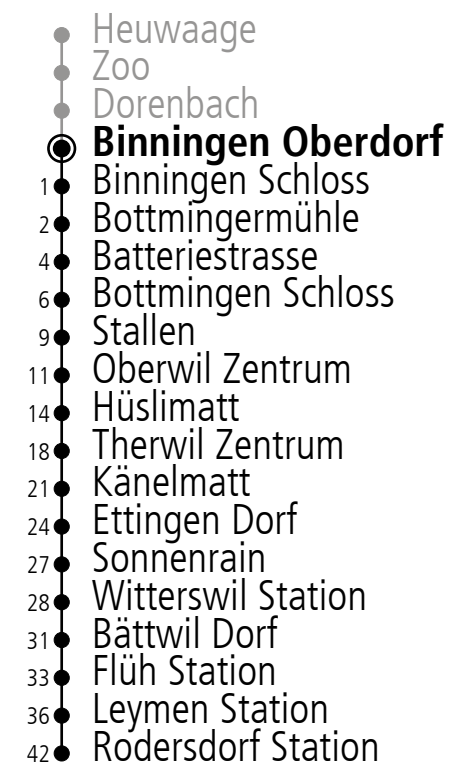 Heuwaage
Zoo
Dorenbach
Binningen Oberdorf
1 Binningen Schloss
2 Bottmingermühle
4 Batteriestrasse
6 Bottmingen Schloss
9 Stallen
11 Oberwil Zentrum
14 Hüslimatt
18 Therwil Zentrum
21 Känelmatt
24 Ettingen Dorf
27 Sonnenrain
28 Witterswil Station
31 Bättwil Dorf
33 Flüh Station
36 Leymen Station
42 Rodersdorf Station